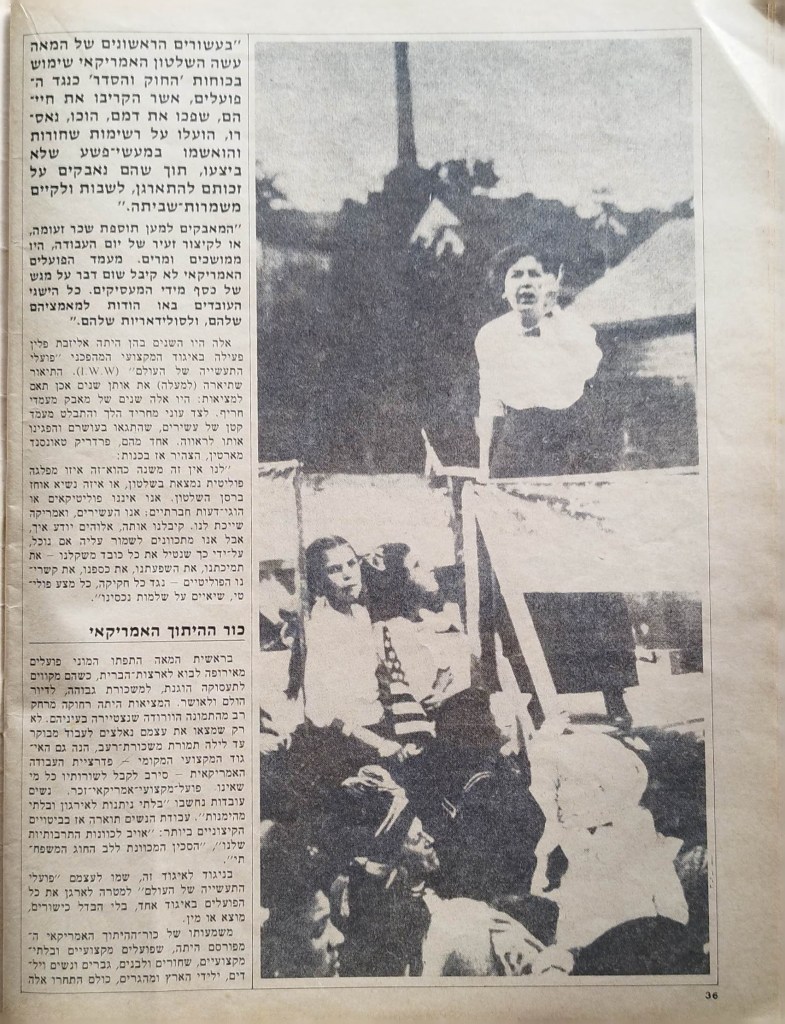 "בעשורים הראשונים של המאה
עשה השלטון האמריקאי שימוש
בכוחות 'החוק והסדר' כנגד ה־
פועלים, אשר הקריבו את חיי־
הם, שפכו את דמם, הוכו, נאס־
רו, הועלו על רשימות שחורות
והואשמו במעשי־פשע שלא
ביצעו, תוך שהם נאבקים על
זכותם להתארגן, לשבות ולקיים
משמרות־שביתה."
"המאבקים למען תוספת שכר זעומה,
או לקיצור זעיר של יום העבודה, היו
ממושכים ומרים. מעמד הפועלים
האמריקאי לא קיבל שום דבר על מגש
של כסף מידי המעסיקים. כל הישגי
העובדים באו הודות למאמציהם
שלהם, ולסולידאריות שלהם."
אלה היו השנים בהן היתה אליזבת פלין
פעילה באיגוד המקצועי המהפכני "פועלי
התעשייה של העולם" (I.W.W). התיאור
שתיארה (למעלה) את אותן שנים אכן תאם
למציאות: היו אלה שנים של מאבק מעמדי
חריף. לצד עוני מחריד הלך והתבלט מעמד
קטן של עשירים, שהתגאו בעושרם והפגינו
אותו לראווה. אחד מהם, פרדריק טאונסנד
מארטין, הצהיר אז בכנות:
"לנו אין זה משנה כהוא־זה איזו מפלגה
פוליטית נמצאת בשלטון, או איזה נשיא אוחז
ברסן השלטון. אנו איננו פוליטיקאים או
הוגי־דעות חברתיים: אנו העשירים, ואמריקה
שייכת לנו. קיבלנו אותה, אלוהים יודע איך,
אבל אנו מתכוונים לשמור עליה אם נוכל,
על־ידי כך שנטיל את כל כובד משקלנו – את
תמיכתנו, את השפעתנו, את כספנו, את קשרי־
נו הפוליטיים – נגד כל חקיקה, כל מצע פולי־
טי, שיאיים על שלמות נכסינו".
כור ההיתוך האמריקאי
בראשית המאה התפתו המוני פועלים
מאירופה לבוא לארצות־הברית, כשהם מקווים
לתעסוקה הוגנת, למשכורת גבוהה, לדיור
הולם ולאושר. המציאות היתה רחוקה מרחק
רב מהתמונה הוורודה שנצטיירה בעיניהם. לא
רק שמצאו את עצמם נאלצים לעבוד מבוקר
עד לילה תמורת משכורת־רעב, הנה גם האי־
גוד המקצועי המקומי – פדרציית העבודה
האמריקאית – סירב לקבל לשורותיו כל מי
שאינו פועל־מקצועי־אמריקאי־זכר. נשים
עובדות נחשבו "בלתי ניתנות לאירגון ובלתי
מהימנות". עבודת הנשים תוארה אז בביטויים
הקיצוניים ביותר: "אויב לכוונות התרבותיות
שלנו", "הסכין המכוונת ללב החוג המשפח־
תי".
בניגוד לאיגוד זה, שמו לעצמם "פועלי
התעשייה של העולם" למטרה לארגן את כל
הפועלים באיגוד אחד, בלי הבדל כישורים,
מוצא או מין.
משמעותו של כור־ההיתוך האמריקאי ה־
מפורסם היתה, שפועלים מקצועיים ובלתי־
מקצועיים, שחורים ולבנים, גברים ונשים ויל־
דים, ילידי הארץ ומהגרים, כולם התחרו אלה
36